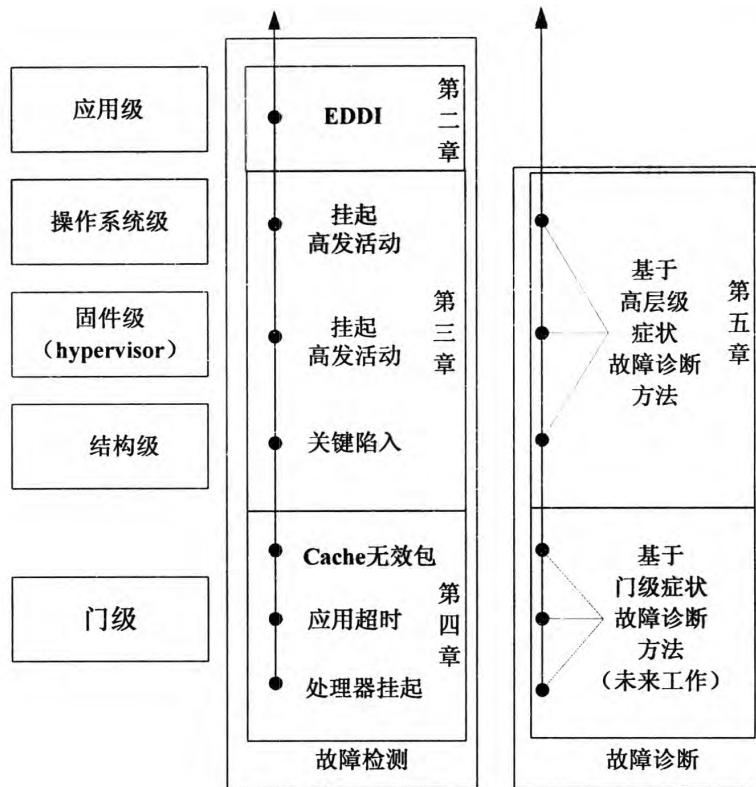 应用级
操作系统级
固件级
（hypervisor）
结构级
门级
EDDI
第二章
挂起
高发活动
挂起
高发活动
关键陷入
第三章
Cache无效包
应用超时
处理器挂起
第四章
故障检测
基于
高层级
症状
故障诊断
方法
第五章
基于
门级症状
故障诊断
方法
（未来工作）
故障诊断